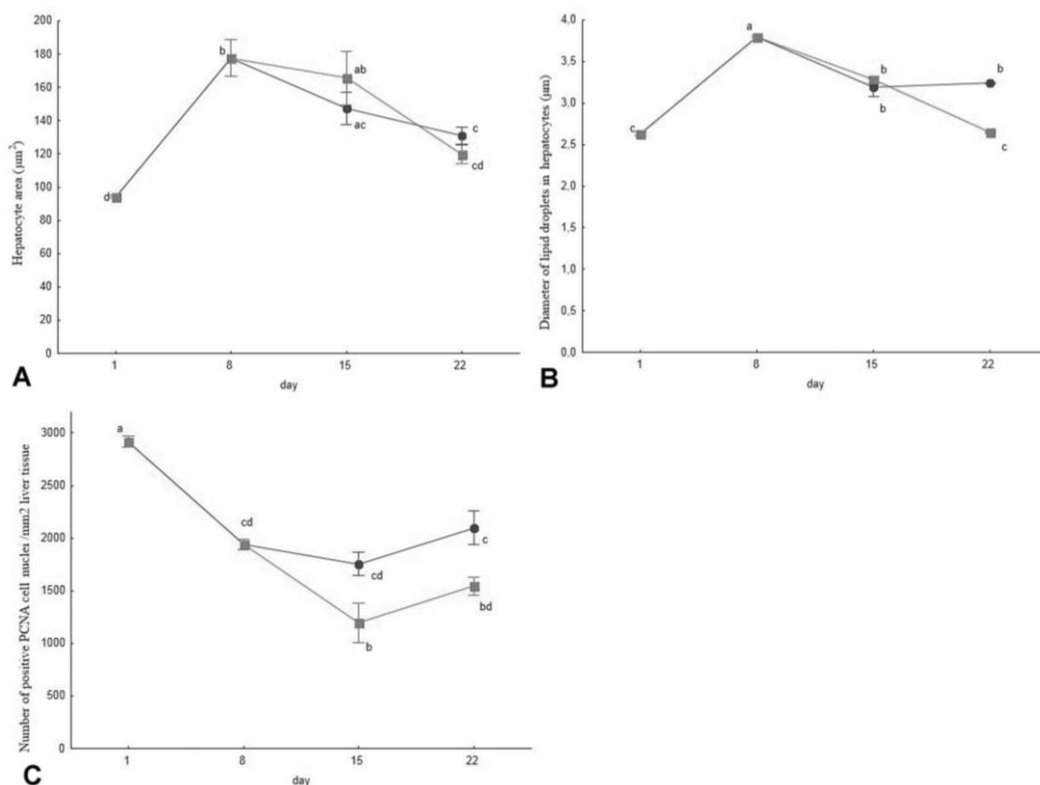 200
180
160
140
120
100
80
60
40
20
0
Hepatocyte area (µm²)
b
ab
ac
c
cd
d
1 8 15 22
day
A
4,0
3,5
3,0
2,5
2,0
1,5
1,0
0,5
0,0
Diameter of lipid droplets in hepatocytes (µm)
a
b
b
b
c
c
1 8 15 22
day
B
3000
2500
2000
1500
1000
500
0
Number of positive PCNA cell nuclei /mm2 liver tissue
a
cd
cd
c
b
bd
1 8 15 22
day
C